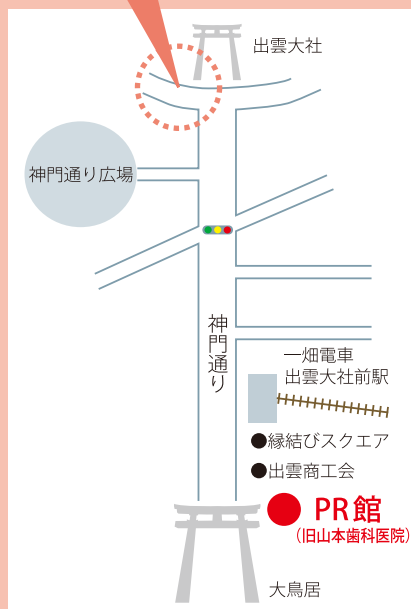 出雲大社
神門通り広場
神門通り
一畑電車
出雲大社前駅
●縁結びスクエア
●出雲商工会
PR館
(旧山本歯科医院)
大鳥居